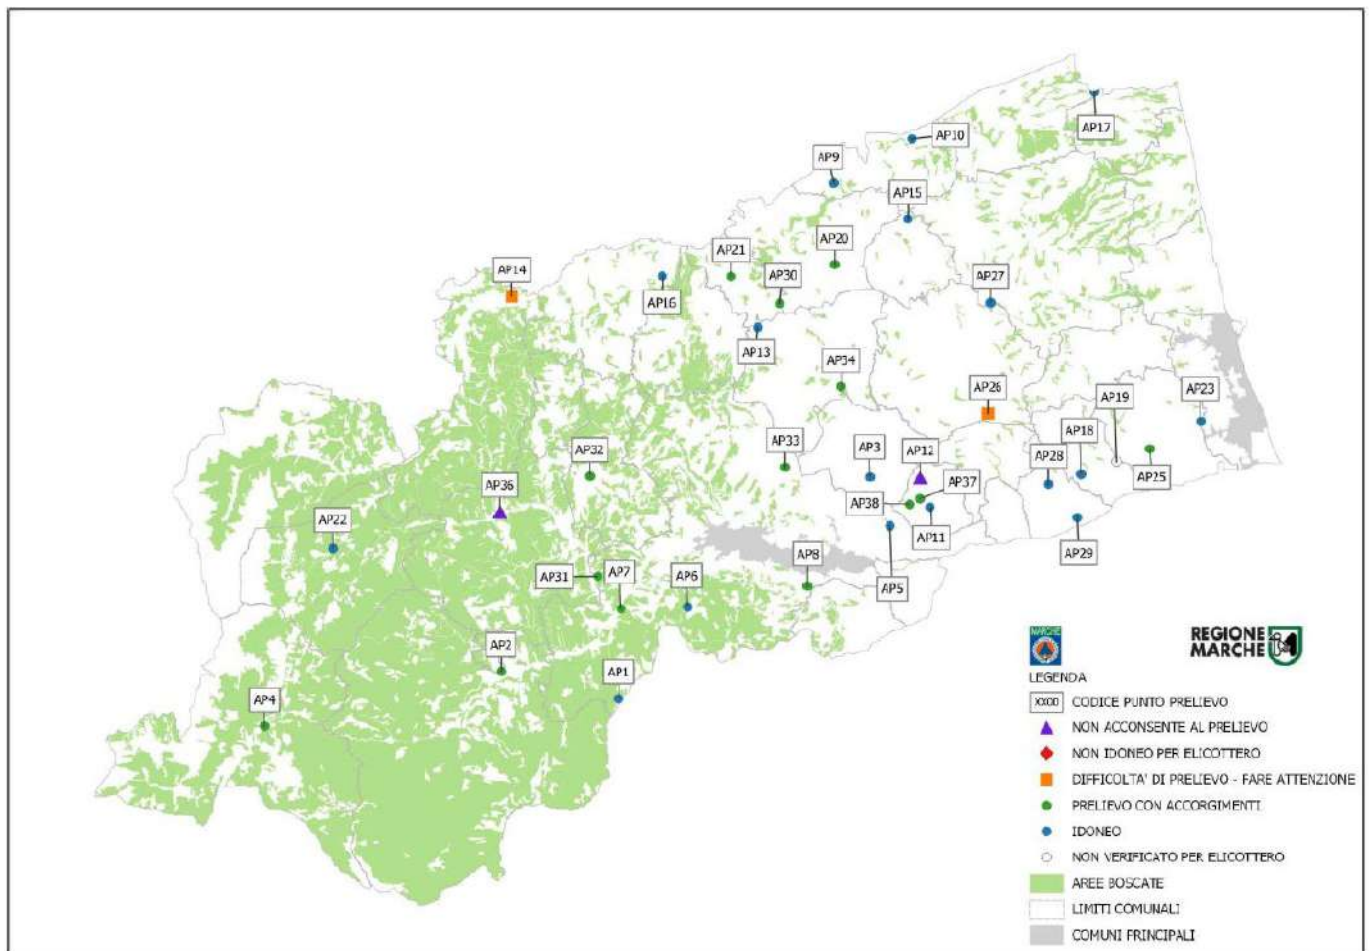 AP17
AP10
AP9
AP15
AP20
AP21
AP14
AP30
AP27
AP16
AP13
AP34
AP26
AP23
AP19
AP18
AP33
AP3
AP12
AP32
AP28
AP25
AP37
AP36
AP38
AP22
AP11
AP29
AP8
AP31
AP7
AP6
AP5
AP2
AP1
AP4
MARCHE
REGIONE
MARCHE
LEGENDA
XX00 CODICE PUNTO PRELIEVO
NON ACCONSENTE AL PRELIEVO
NON IDONEO PER ELICOTTERO
DIFFICOLTA' DI PRELIEVO - FARE ATTENZIONE
PRELIEVO CON ACCORGIMENTI
IDONEO
NON VERIFICATO PER ELICOTTERO
AREE BOSCATE
LIMITI COMUNALI
COMUNI PRINCIPALI